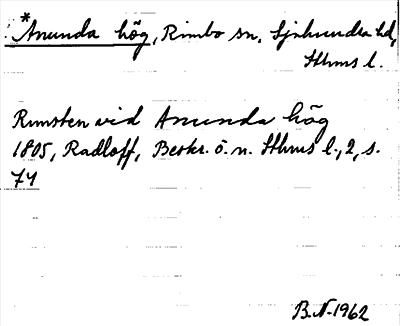 *Anunda hög, Rimbo sn, Sjuhundra hd,
Sthms l.
Runsten vid Anunda hög
1805, Radloff, Beskr. ö. n. Sthms l., 2, s.
74
B.N. 1962